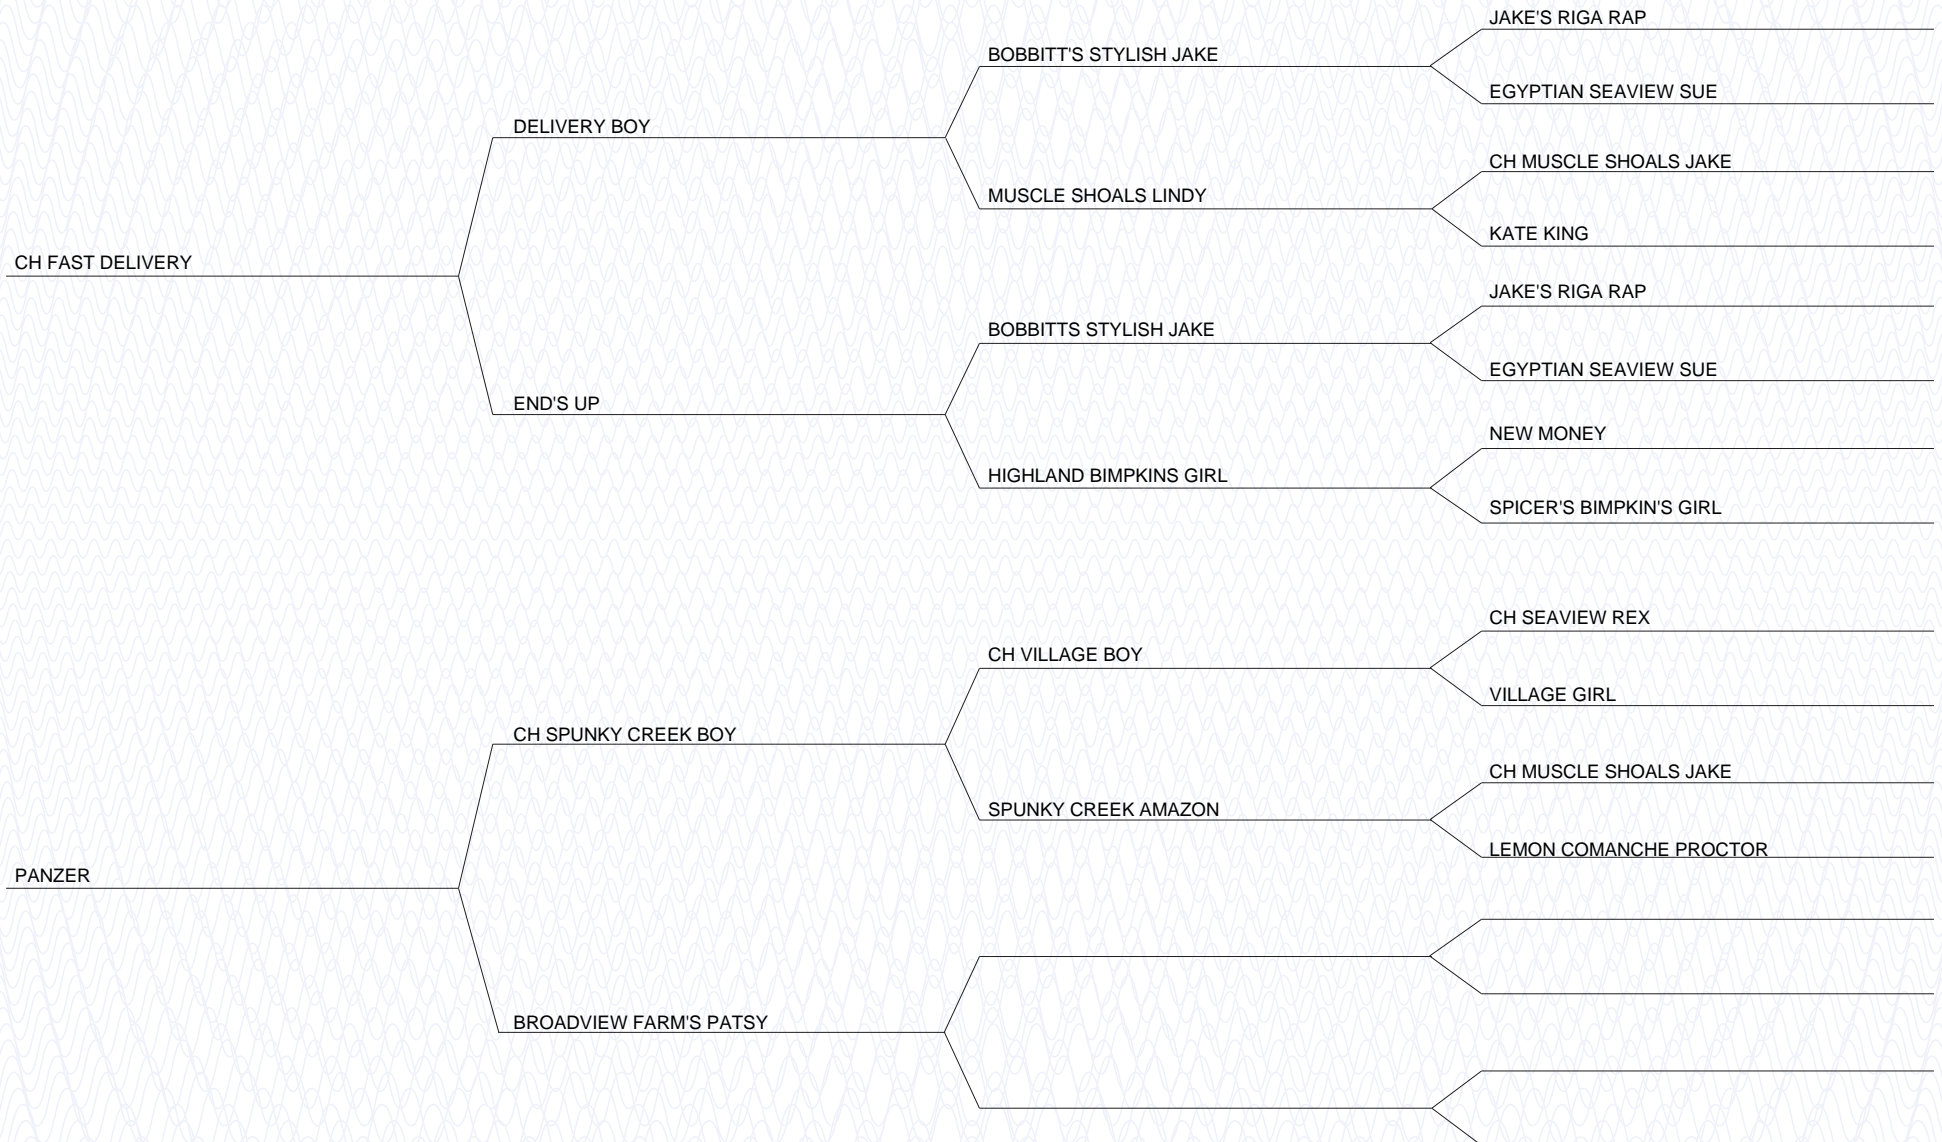 JAKE'S RIGA RAP
BOBBITT'S STYLISH JAKE
EGYPTIAN SEAVIEW SUE
DELIVERY BOY
CH MUSCLE SHOALS JAKE
MUSCLE SHOALS LINDY
KATE KING
CH FAST DELIVERY
JAKE'S RIGA RAP
BOBBITTS STYLISH JAKE
EGYPTIAN SEAVIEW SUE
END'S UP
NEW MONEY
HIGHLAND BIMPKINS GIRL
SPICER'S BIMPKIN'S GIRL
CH SEAVIEW REX
CH VILLAGE BOY
VILLAGE GIRL
CH SPUNKY CREEK BOY
CH MUSCLE SHOALS JAKE
SPUNKY CREEK AMAZON
LEMON COMANCHE PROCTOR
PANZER
BROADVIEW FARM'S PATSY